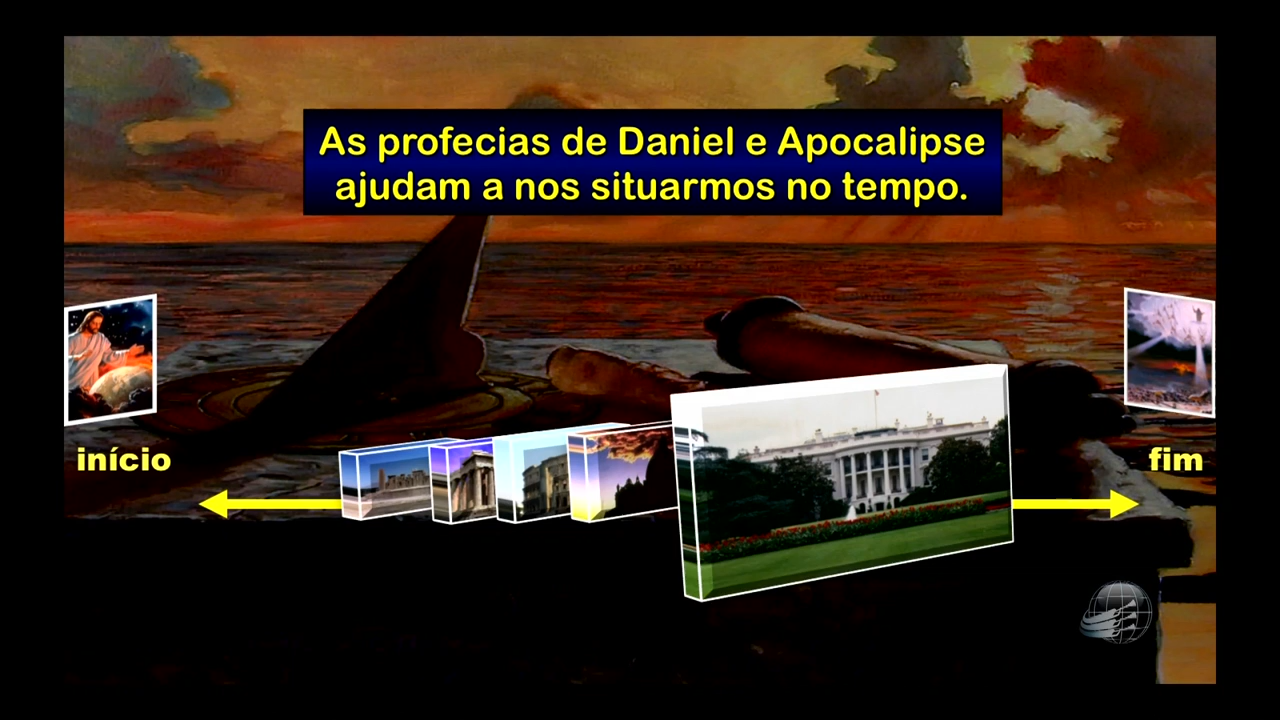 As profecias de Daniel e Apocalipse
ajudam a nos situarmos no tempo.
início
fim